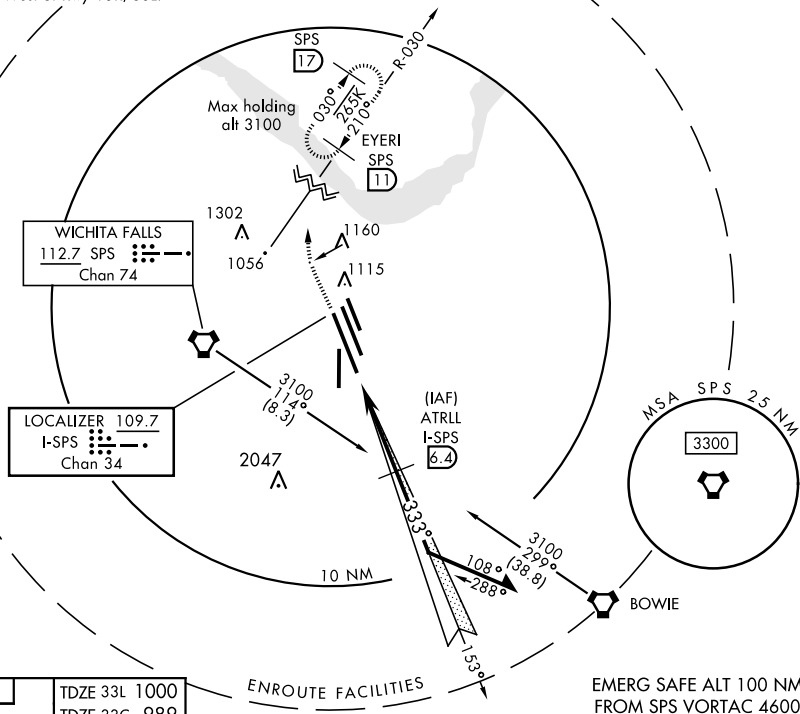 SPS
17
R-030
030°
265K
210°
Max holding
alt 3100
EYERI
SPS
11
1302
1056
1160
1115
WICHITA FALLS
112.7 SPS
Chan 74
3100
114°
(8.3)
LOCALIZER 109.7
I-SPS
Chan 34
2047
(IAF)
ATRLL
I-SPS
6.4
333°
MSA SPS 25 NM
3300
3100
299°
(38.8)
108°
288°
BOWIE
10 NM
153°
ENROUTE FACILITIES
TDZE 33L 1000
TDZE 33C 989
EMERG SAFE ALT 100 NM
FROM SPS VORTAC 4600